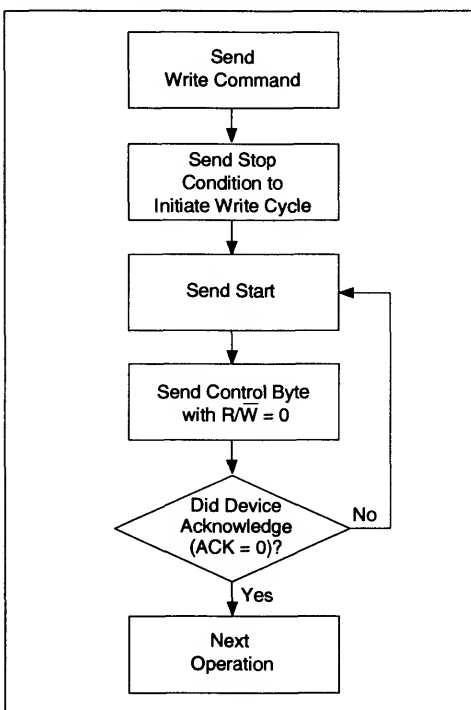 Send
Write Command
Send Stop
Condition to
Initiate Write Cycle
Send Start
Send Control Byte
with R/W̅ = 0
Did Device
Acknowledge
(ACK = 0)?
No
Yes
Next
Operation